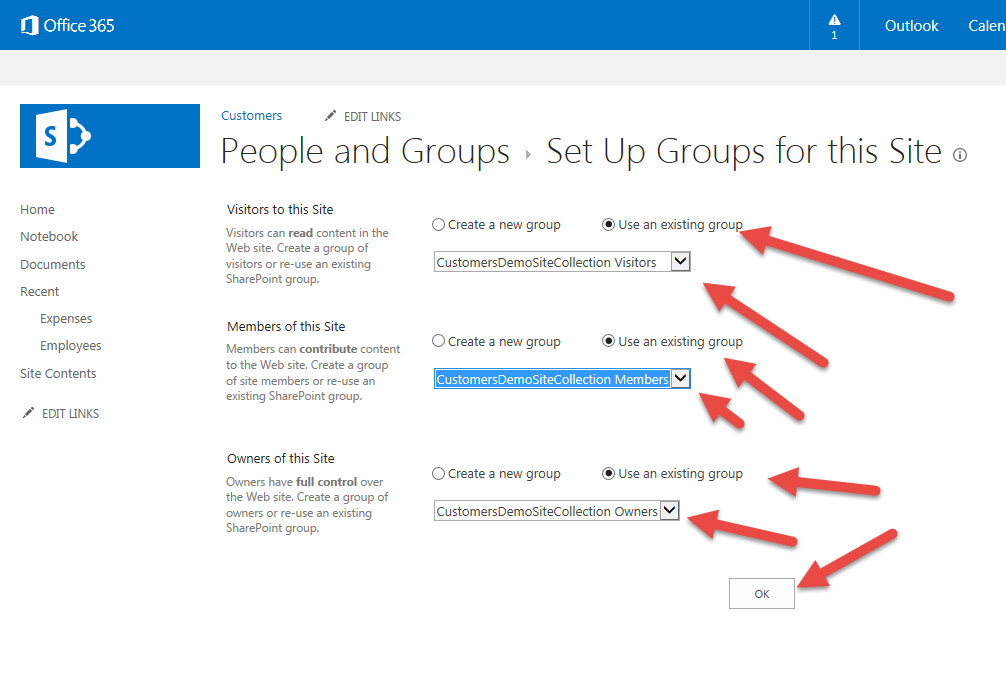 Office 365
1
Outlook
Calen
S
Customers
EDIT LINKS
People and Groups › Set Up Groups for this Site
Home
Notebook
Documents
Recent
Expenses
Employees
Site Contents
EDIT LINKS
Visitors to this Site
Visitors can read content in the
Web site. Create a group of
visitors or re-use an existing
SharePoint group.
Create a new group
Use an existing group
CustomersDemoSiteCollection Visitors
Members of this Site
Members can contribute content
to the Web site. Create a group
of site members or re-use an
existing SharePoint group.
Create a new group
Use an existing group
CustomersDemoSiteCollection Members
Owners of this Site
Owners have full control over
the Web site. Create a group of
owners or re-use an existing
SharePoint group.
Create a new group
Use an existing group
CustomersDemoSiteCollection Owners
OK